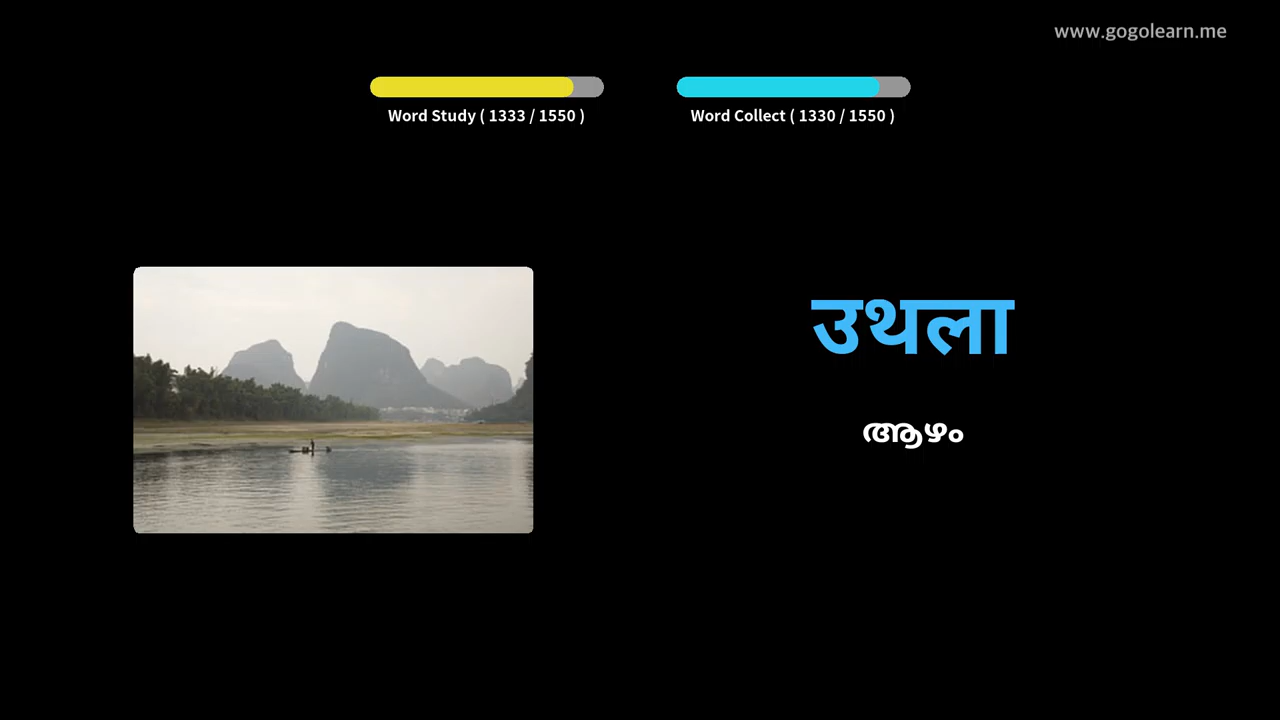 www.gogolearn.me
Word Study ( 1333 / 1550 )
Word Collect ( 1330 / 1550 )
उथला
ആഴം